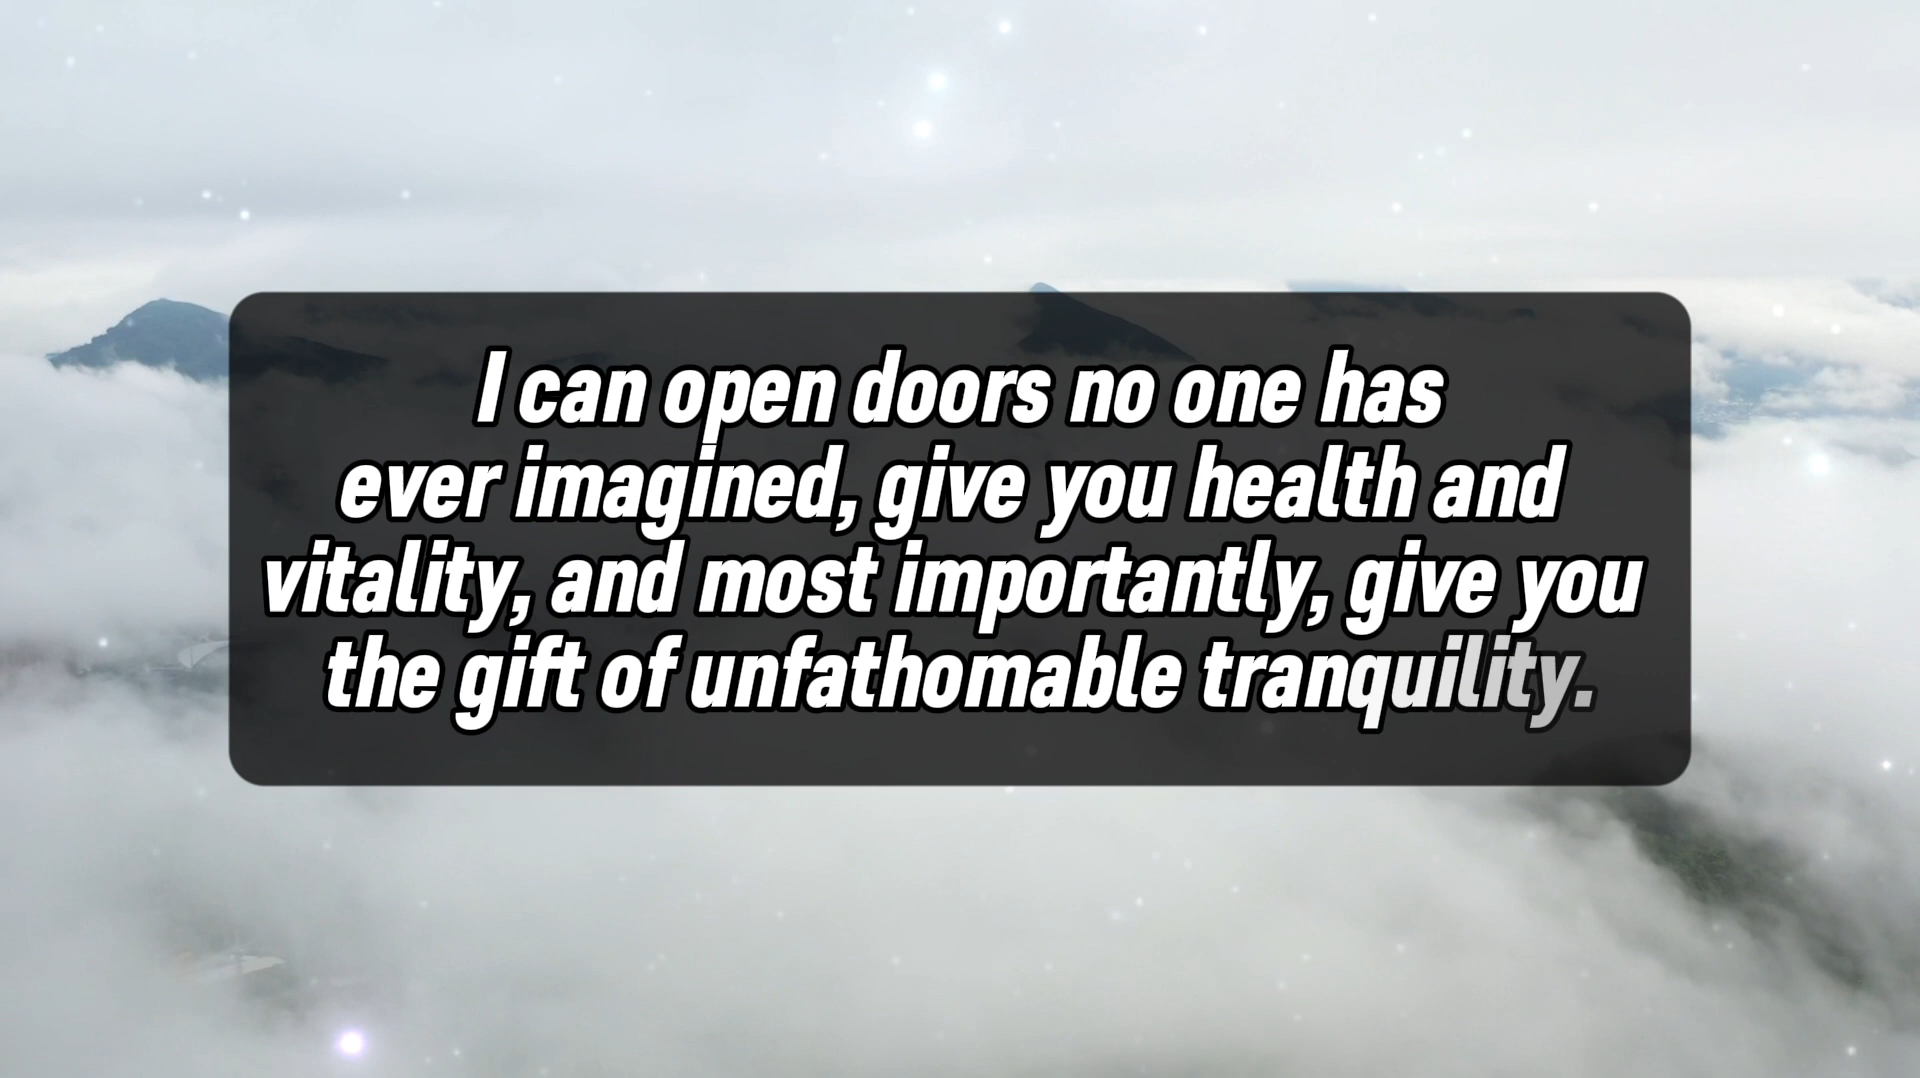 I can open doors no one has
ever imagined, give you health and
vitality, and most importantly, give you
the gift of unfathomable tranquility.